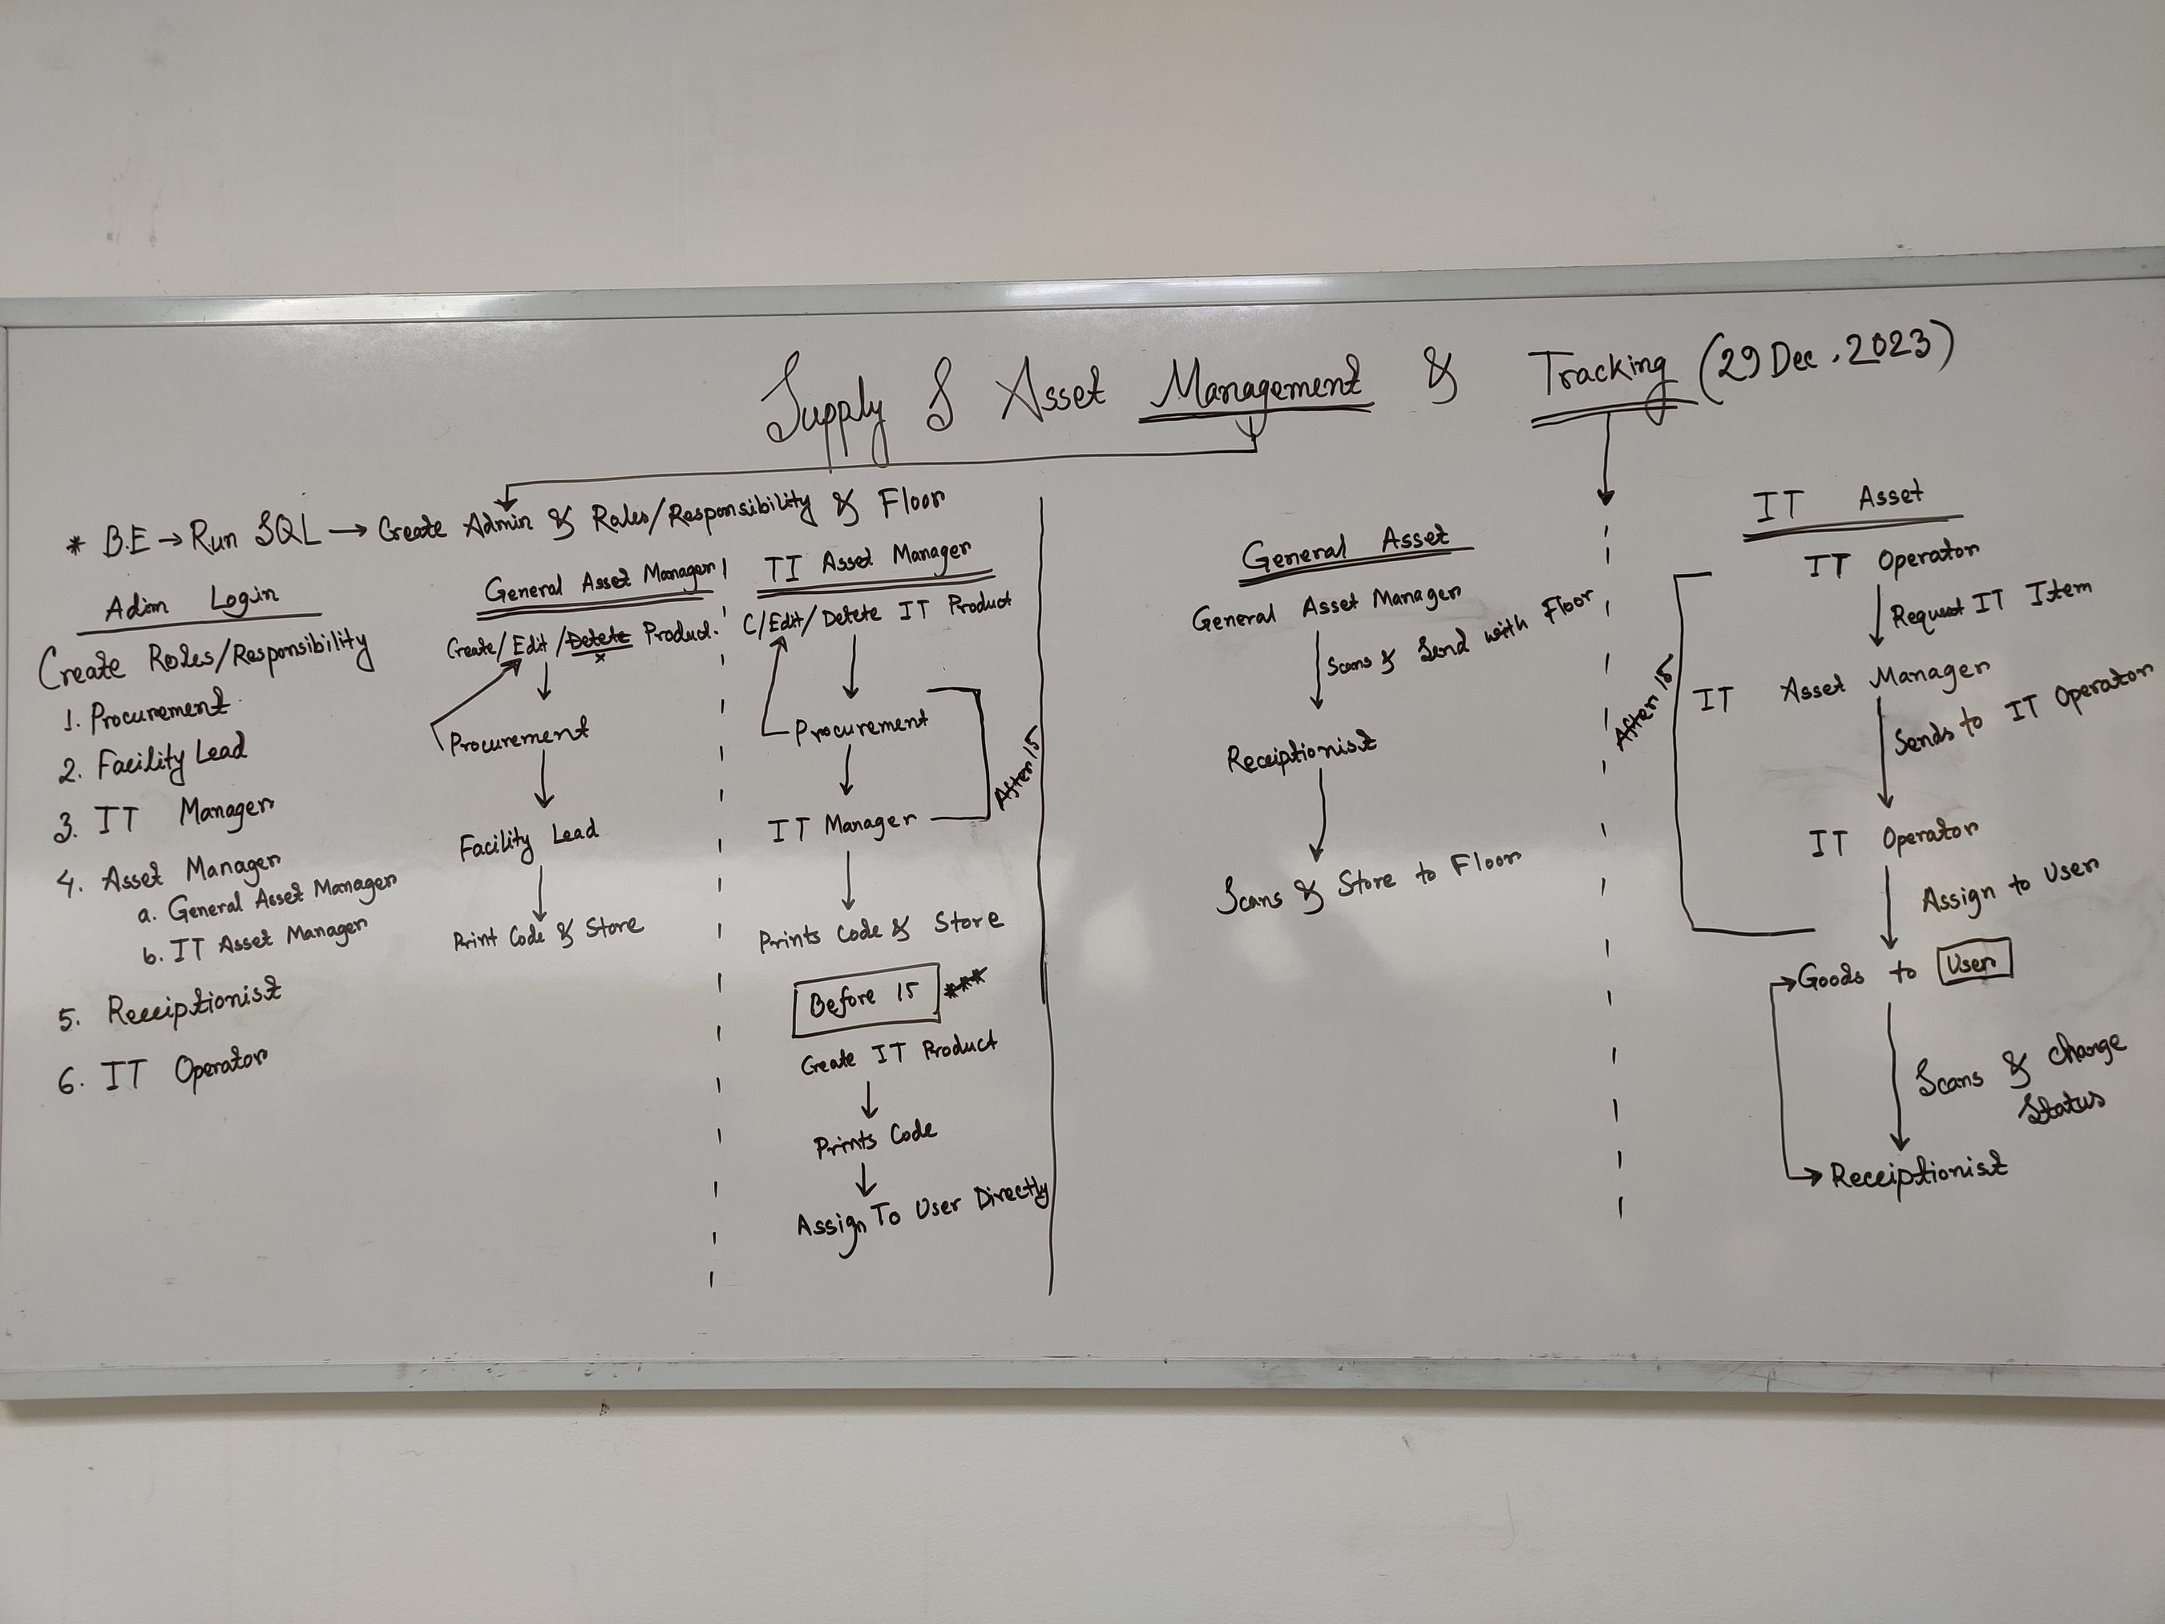 Supply & Asset Management & Tracking (29 Dec. 2023)
* B.E → Run SQL → Create Admin & Roles/Responsibility & Floor
Adim Login
Create Roles/Responsibility
1. Procurement
2. Facility Lead
3. IT Manager
4. Asset Manager
a. General Asset Manager
b. IT Asset Manager
5. Receiptionist
6. IT Operator
General Asset Manager
Create/Edit/Delete Product.
x
Procurement
Facility Lead
Print Code & Store
TI Asset Manager
C/Edit/Delete IT Product
Procurement
IT Manager
After 15
Prints Code & Store
Before 15 ***
Create IT Product
Prints Code
Assign To User Directly
General Asset
General Asset Manager
Scans & Send with Floor
Receiptionist
Scans & Store to Floor
IT Asset
IT Operator
Request IT Item
IT Asset Manager
After 15
Sends to IT Operator
IT Operator
Assign to User
Goods to User
Scans & Change
Status
Receiptionist